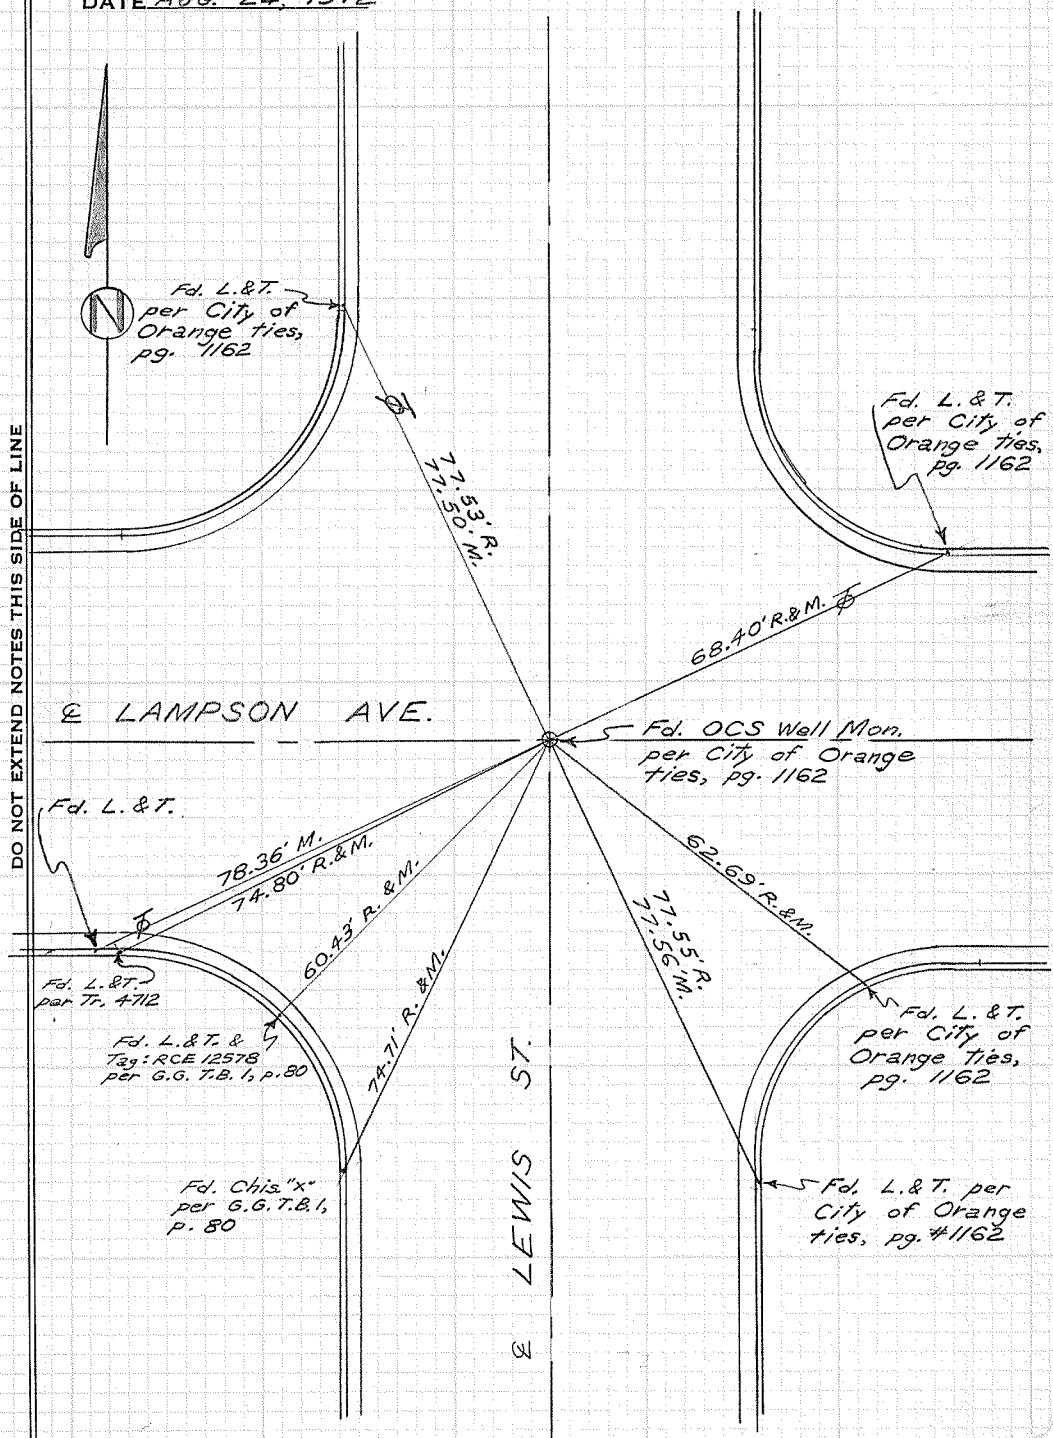 DATE AUG. 24, 1972
N
Fd. L.&T.
per City of
Orange ties,
pg. 1162
Fd. L. & T.
per City of
Orange ties,
pg. 1162
77.53' R.
77.50' M.
68.40' R.&M.
DO NOT EXTEND NOTES THIS SIDE OF LINE
℄ LAMPSON AVE.
Fd. OCS Well Mon.
per City of Orange
ties, pg. 1162
Fd. L. & T.
78.36' M.
74.80' R.&M.
60.43' R. & M.
74.71' R. & M.
62.69' R.&M.
77.55' R.
77.56' M.
Fd. L. & T.
per Tr. 4712
Fd. L.&T. &
Tag: RCE 12578
per G.G. T.B. 1, p. 80
Fd. L. & T.
per City of
Orange ties,
pg. 1162
Fd. Chis. "x"
per G.G. T.B. 1,
p. 80
Fd. L. & T. per
City of Orange
ties, pg. #1162
℄ LEWIS ST.